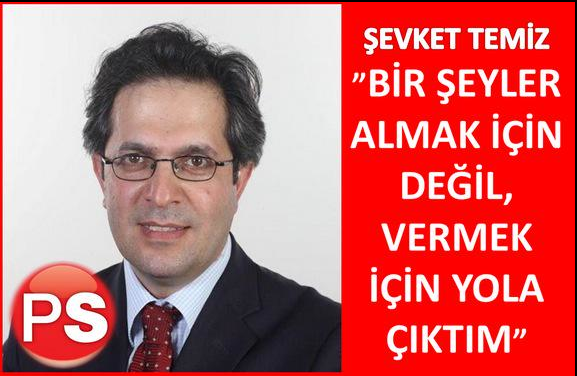 ŞEVKET TEMİZ
”BİR ŞEYLER
ALMAK İÇİN
DEĞİL,
VERMEK
İÇİN YOLA
ÇIKTIM”
PS